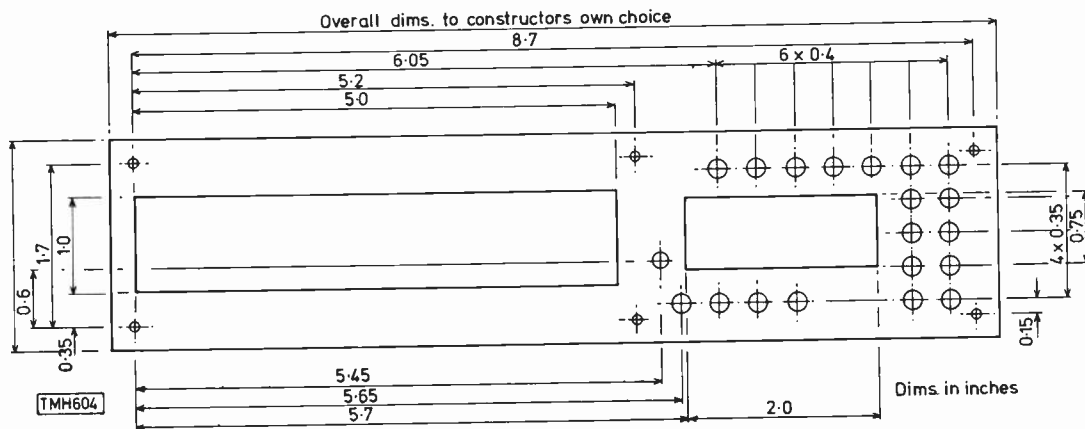 Overall dims. to constructors own choice
8·7
6·05
6 x 0·4
5·2
5·0
1·7
1·0
0·6
0·35
4 x 0·35
0·75
0·15
5·45
5·65
5·7
2·0
Dims. in inches
TMH604